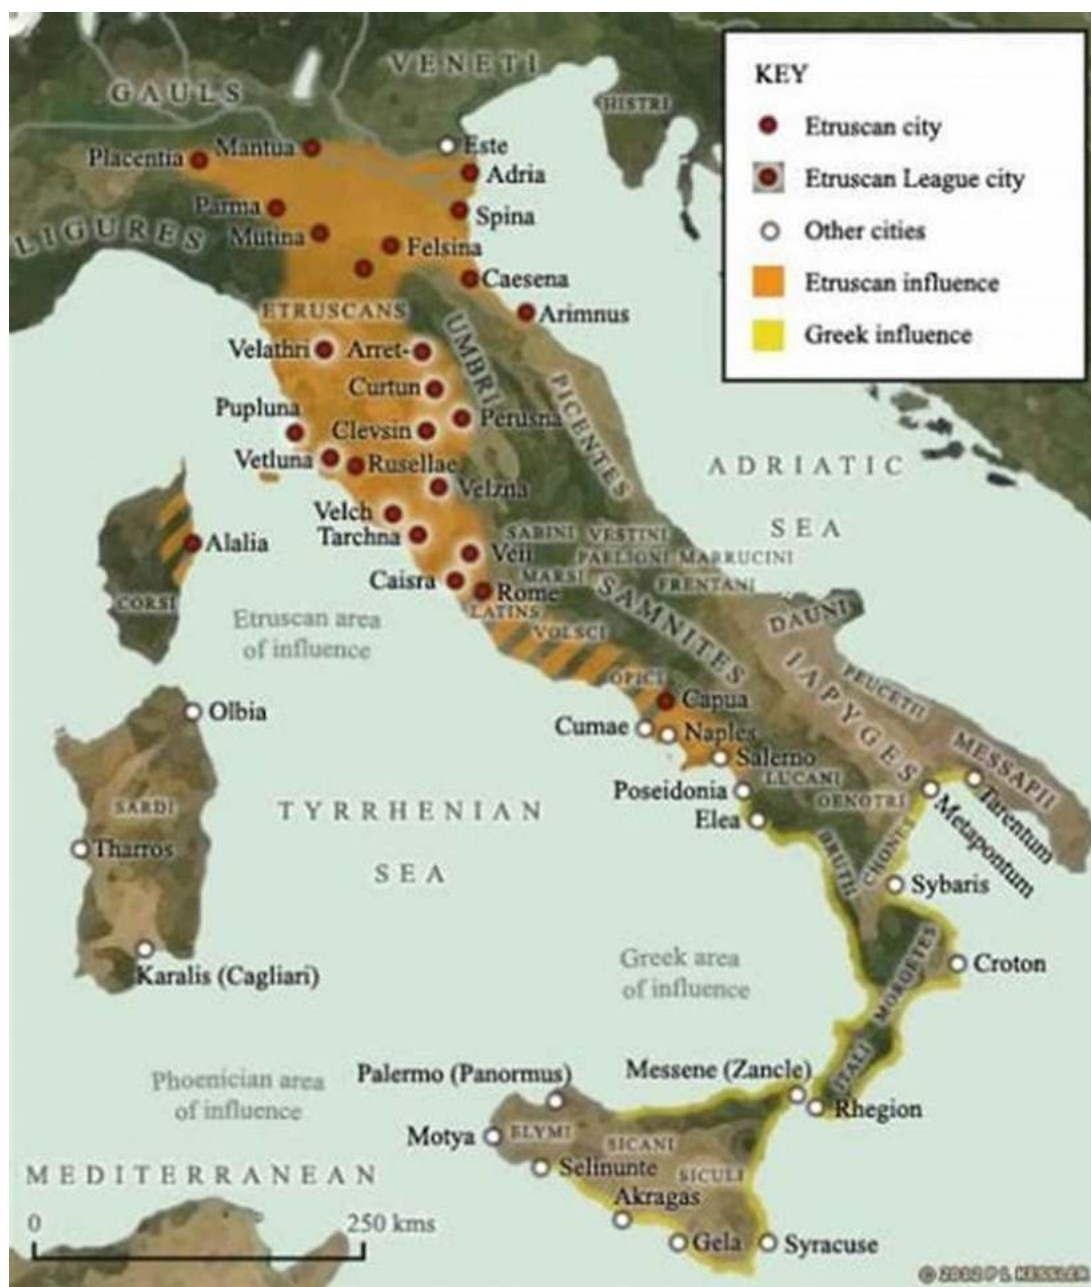 GAULS
VENETI
HISTRI
KEY
Etruscan city
Etruscan League city
Other cities
Etruscan influence
Greek influence
Placentia
Mantua
Este
Adria
Parma
Spina
LIGURES
Mutina
Felsina
Caesena
ETRUSCANS
Arimnus
UMBRI
Velathri
Arret-
PICENTES
Curtun
Pupluna
Perusna
Clevsin
Vetluna
Rusellae
ADRIATIC
SEA
Velzna
Velch
Tarchna
SABINI
VESTINI
Alalia
Veii
PAELIGNI
MARRUCINI
Caisra
MARSI
FRENTANI
Rome
CORSI
LATINS
SAMNITES
DAUNI
Etruscan area
of influence
VOLSCI
IAPYGES
PEUCETII
OPICI
Capua
Olbia
Cumae
Naples
Salerno
MESSAPII
Poseidonia
LUCANI
SARDI
TYRRHENIAN
SEA
OENOTRI
Elea
Tarentum
Metapontum
Tharros
BRUTII
CHONES
Sybaris
Karalis (Cagliari)
Greek area
of influence
MORGETES
Croton
Phoenician area
of influence
Palermo (Panormus)
Messene (Zancle)
ITALI
Rhegion
Motya
ELYMI
SICANI
Selinunte
SICULI
MEDITERRANEAN
Akragas
0 250 kms
Gela
Syracuse
© 2012 P L KESSLER